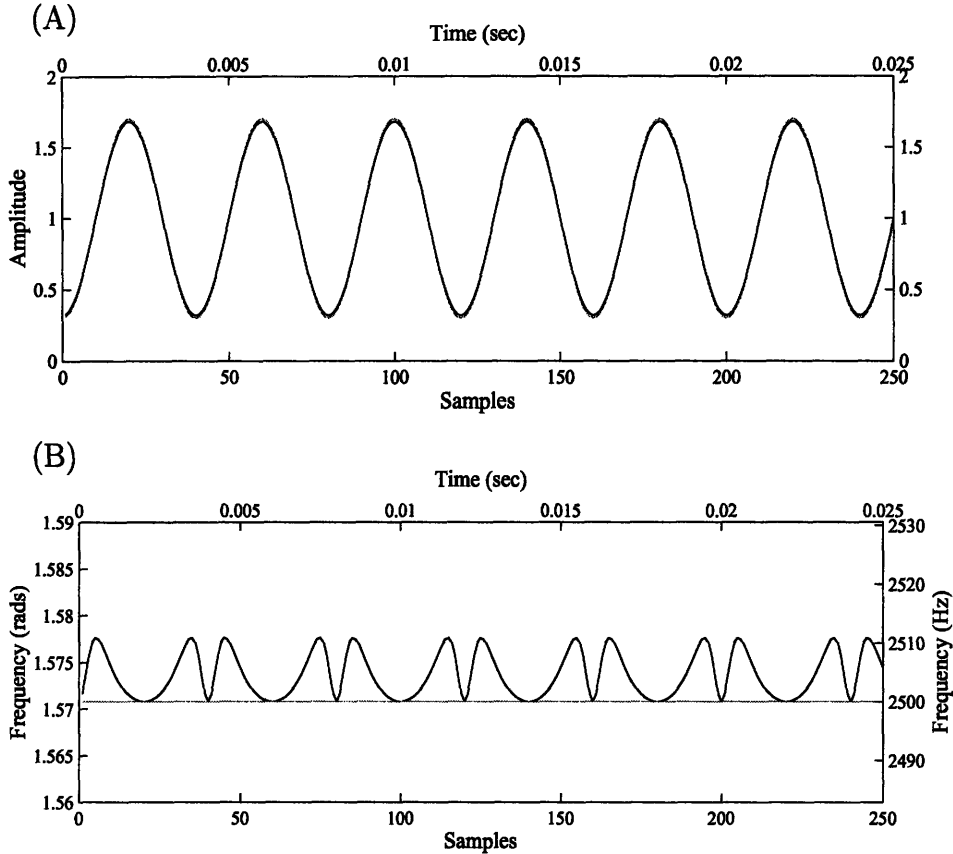 (A)
Time (sec)
0 0.005 0.01 0.015 0.02 0.025
2 2
1.5 1.5
Amplitude
1 1
0.5 0.5
0 0
0 50 100 150 200 250
Samples
(B)
Time (sec)
0 0.005 0.01 0.015 0.02 0.025
1.59 2530
1.585 2520
1.58 2510
1.575
Frequency (rads) Frequency (Hz)
1.57 2500
1.565 2490
1.56
0 50 100 150 200 250
Samples